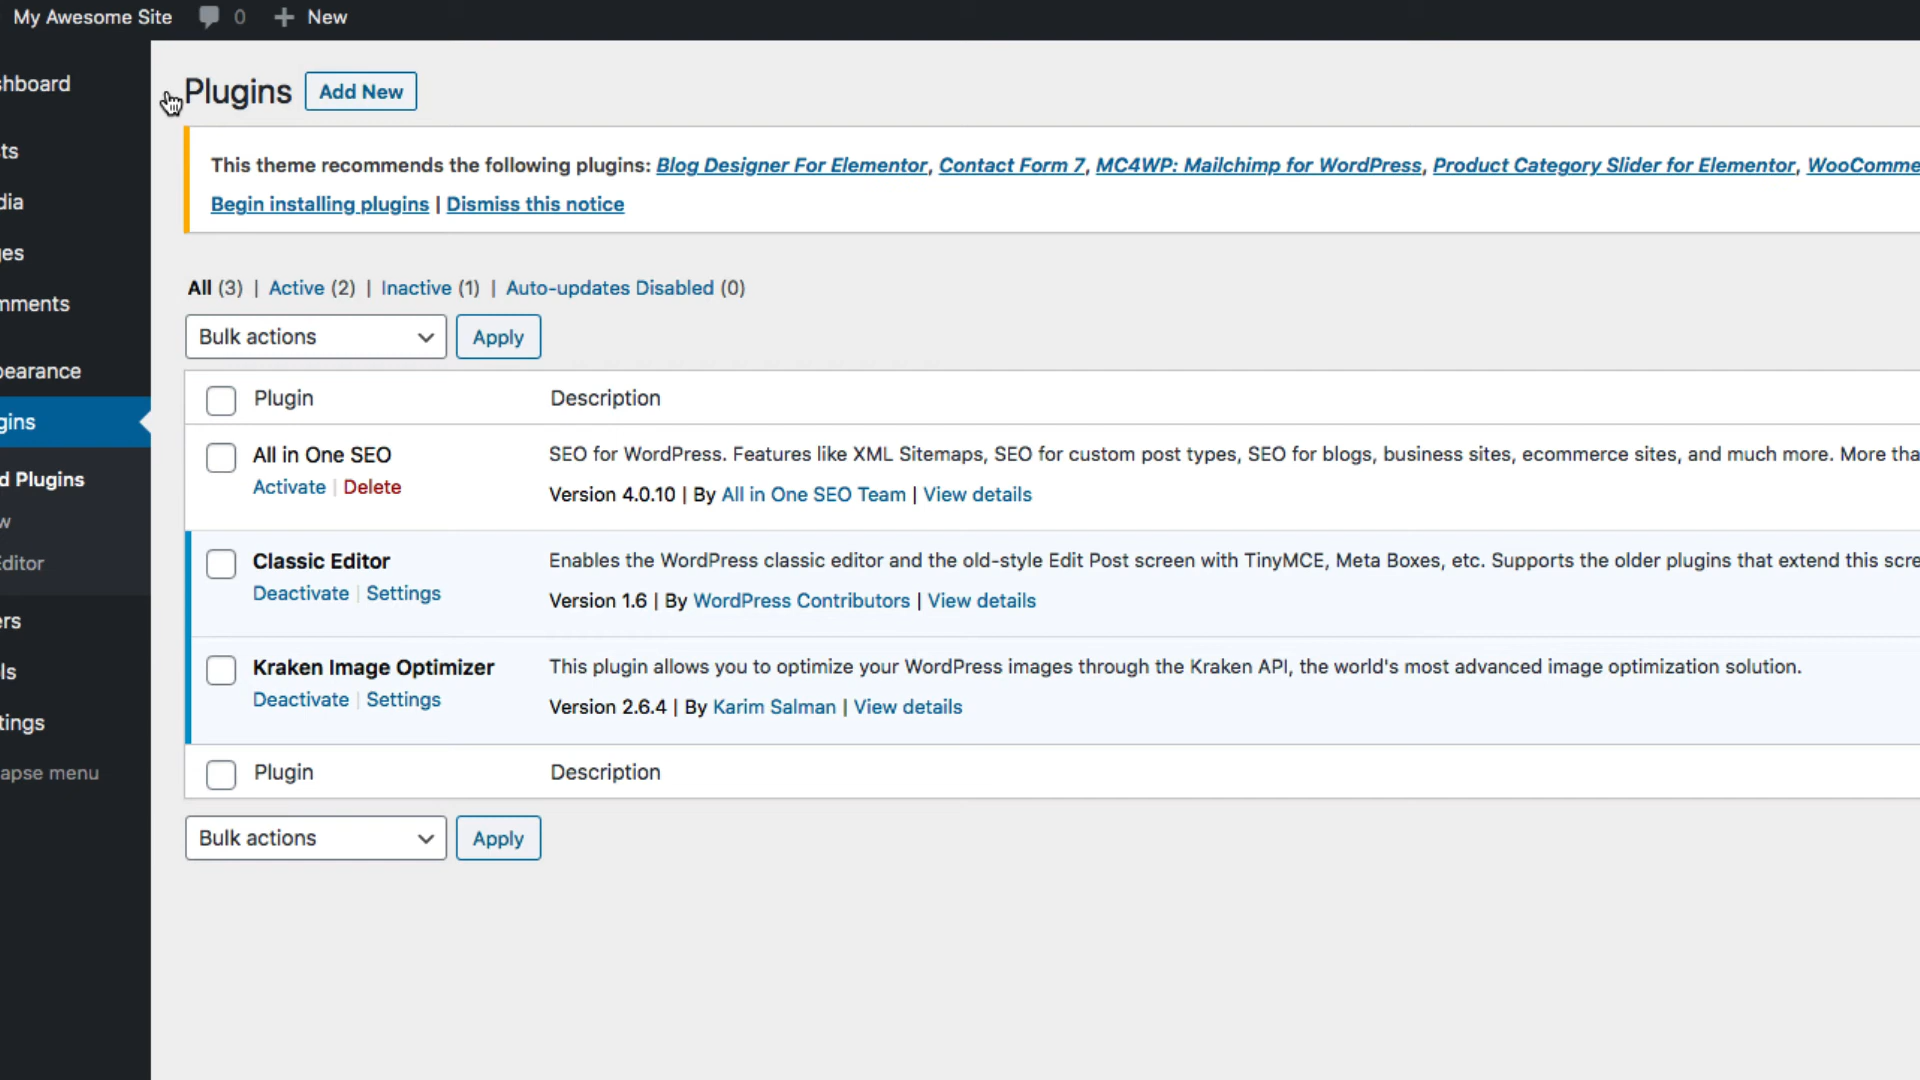 My Awesome Site 0 New
hboard
Plugins Add New
This theme recommends the following plugins: Blog Designer For Elementor, Contact Form 7, MC4WP: Mailchimp for WordPress, Product Category Slider for Elementor, WooComme
Begin installing plugins | Dismiss this notice
ts
dia
ges
mments
earance
gins
d Plugins
w
ditor
ers
ls
tings
apse menu
All (3) | Active (2) | Inactive (1) | Auto-updates Disabled (0)
Bulk actions Apply
Plugin Description
All in One SEO SEO for WordPress. Features like XML Sitemaps, SEO for custom post types, SEO for blogs, business sites, ecommerce sites, and much more. More tha
Activate | Delete Version 4.0.10 | By All in One SEO Team | View details
Classic Editor Enables the WordPress classic editor and the old-style Edit Post screen with TinyMCE, Meta Boxes, etc. Supports the older plugins that extend this scre
Deactivate | Settings Version 1.6 | By WordPress Contributors | View details
Kraken Image Optimizer This plugin allows you to optimize your WordPress images through the Kraken API, the world's most advanced image optimization solution.
Deactivate | Settings Version 2.6.4 | By Karim Salman | View details
Plugin Description
Bulk actions Apply